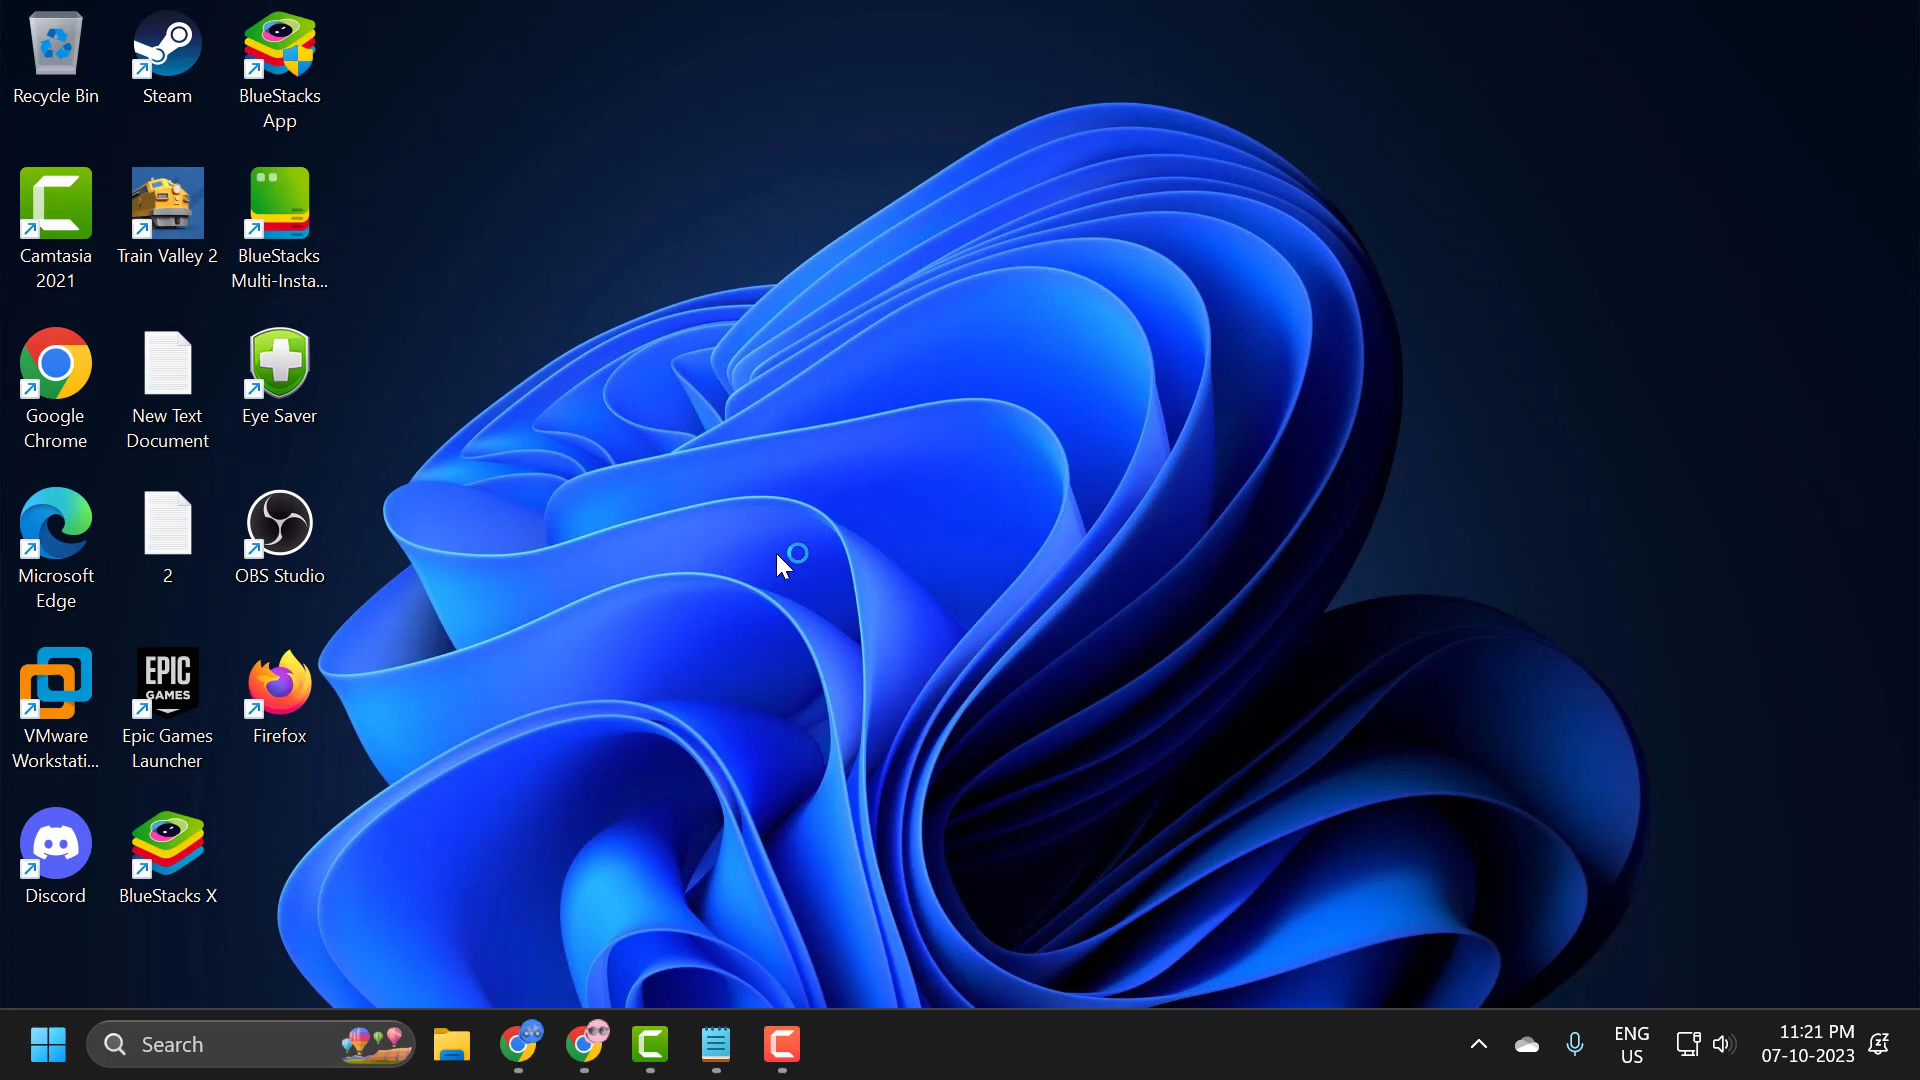 Recycle Bin
Steam
BlueStacks
App
Camtasia
2021
Train Valley 2
BlueStacks
Multi-Insta...
Google
Chrome
New Text
Document
Eye Saver
Microsoft
Edge
2
OBS Studio
VMware
Workstati...
EPIC
GAMES
Epic Games
Launcher
Firefox
Discord
BlueStacks X
Search
ENG
US
11:21 PM
07-10-2023